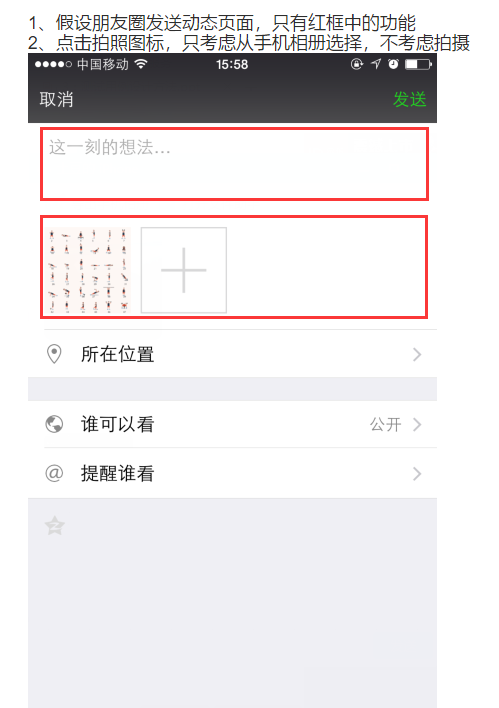 1、假设朋友圈发送动态页面，只有红框中的功能
2、点击拍照图标，只考虑从手机相册选择，不考虑拍摄
中国移动 15:58
取消 发送
这一刻的想法...
所在位置
谁可以看 公开
@ 提醒谁看